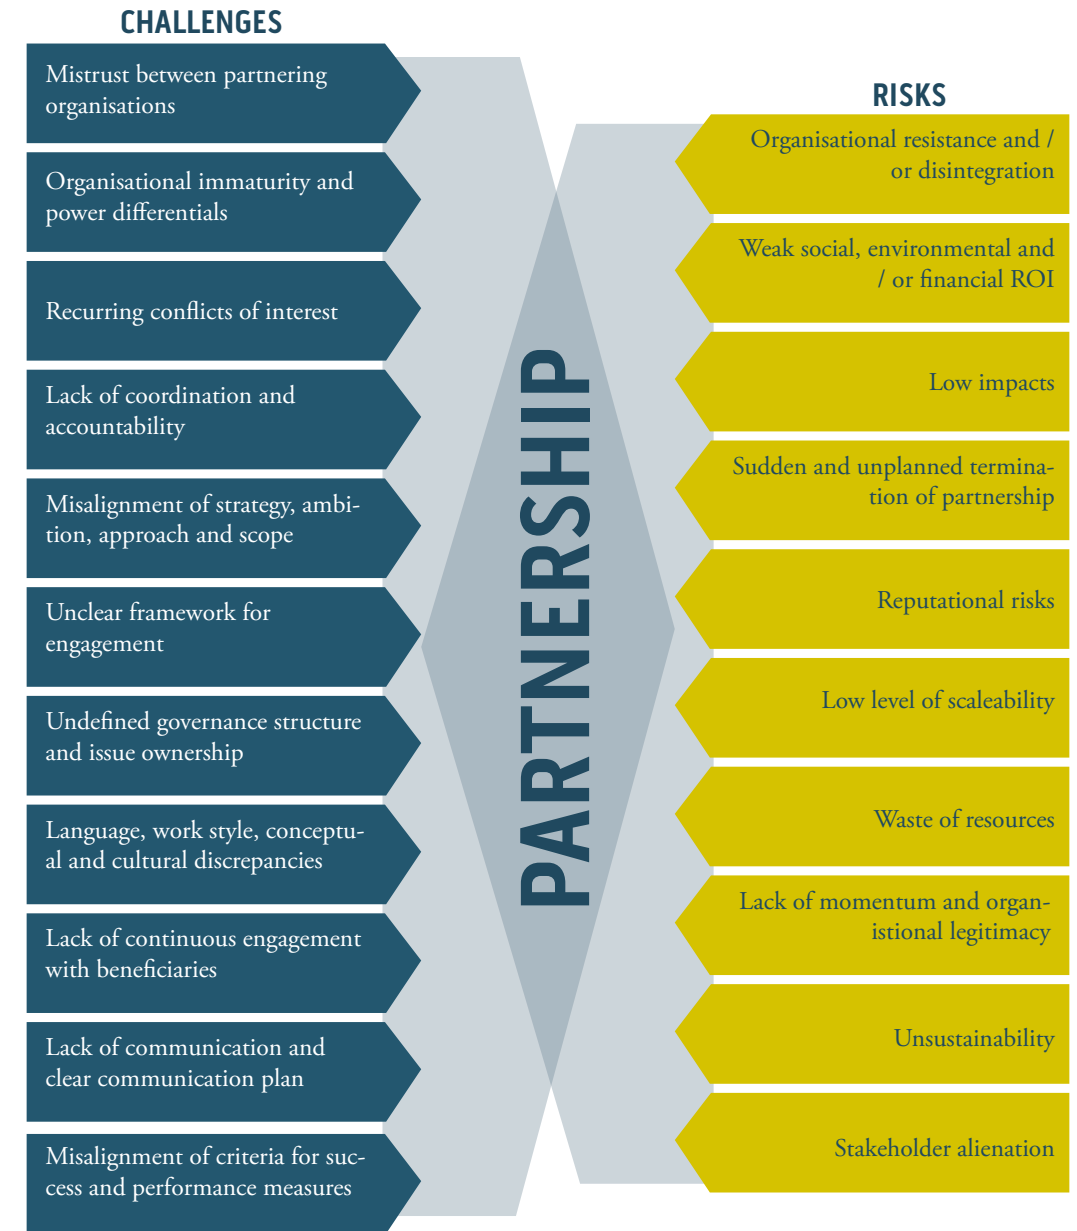 CHALLENGES
Mistrust between partnering
organisations
Organisational immaturity and
power differentials
Recurring conflicts of interest
Lack of coordination and
accountability
Misalignment of strategy, ambi-
tion, approach and scope
Unclear framework for
engagement
Undefined governance structure
and issue ownership
Language, work style, conceptu-
al and cultural discrepancies
Lack of continuous engagement
with beneficiaries
Lack of communication and
clear communication plan
Misalignment of criteria for suc-
cess and performance measures
PARTNERSHIP
RISKS
Organisational resistance and /
or disintegration
Weak social, environmental and
/ or financial ROI
Low impacts
Sudden and unplanned termina-
tion of partnership
Reputational risks
Low level of scaleability
Waste of resources
Lack of momentum and organ-
istional legitimacy
Unsustainability
Stakeholder alienation